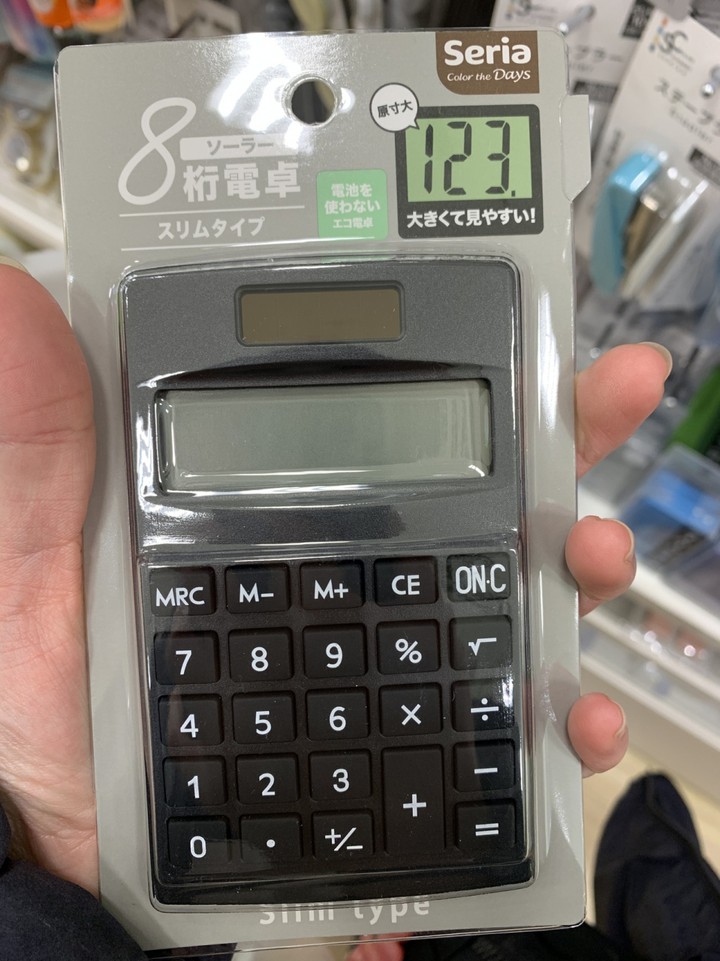 Seria
Color the Days
8
ソーラー
桁電卓
スリムタイプ
電池を
使わない
エコ電卓
原寸大
123.
大きくて見やすい!
MRC M− M+ CE ON·C
7 8 9 % √
4 5 6 × ÷
1 2 3 + −
0 · +/− =
Slim type